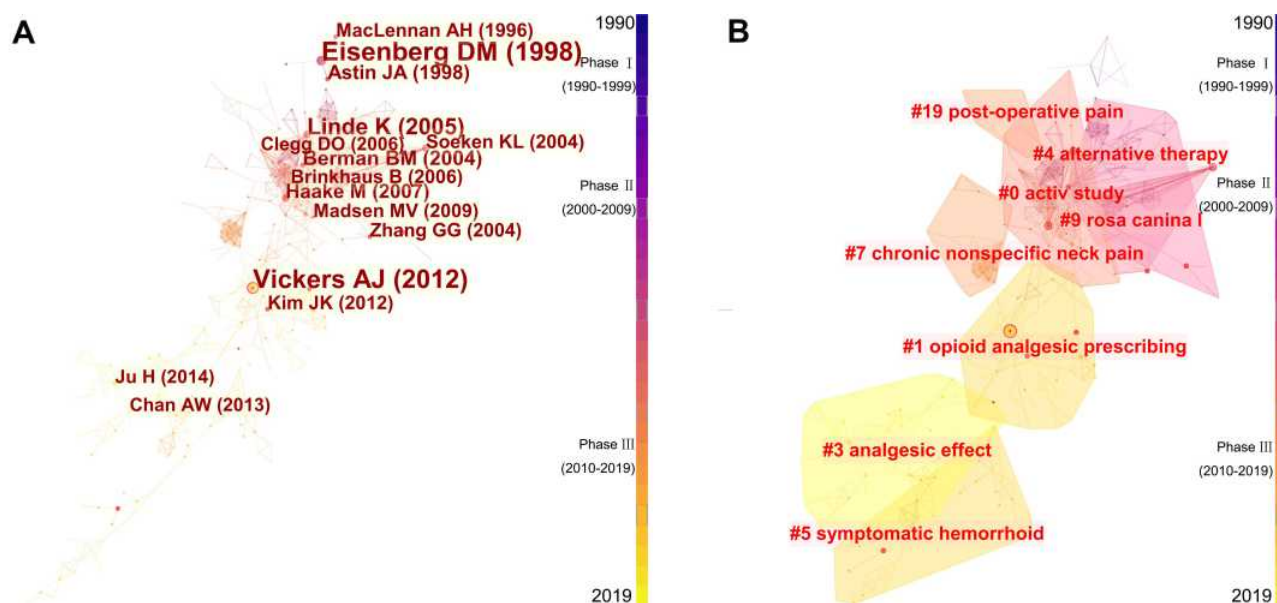 A
1990
MacLennan AH (1996)
Eisenberg DM (1998)
Astin JA (1998)
Phase Ⅰ
(1990-1999)
Linde K (2005)
Clegg DO (2006)
Soeken KL (2004)
Berman BM (2004)
Brinkhaus B (2006)
Haake M (2007)
Phase Ⅱ
(2000-2009)
Madsen MV (2009)
Zhang GG (2004)
Vickers AJ (2012)
Kim JK (2012)
Ju H (2014)
Chan AW (2013)
Phase Ⅲ
(2010-2019)
2019
B
1990
Phase Ⅰ
(1990-1999)
#19 post-operative pain
#4 alternative therapy
#0 activ study
Phase Ⅱ
(2000-2009)
#9 rosa canina l
#7 chronic nonspecific neck pain
#1 opioid analgesic prescribing
#3 analgesic effect
Phase Ⅲ
(2010-2019)
#5 symptomatic hemorrhoid
2019